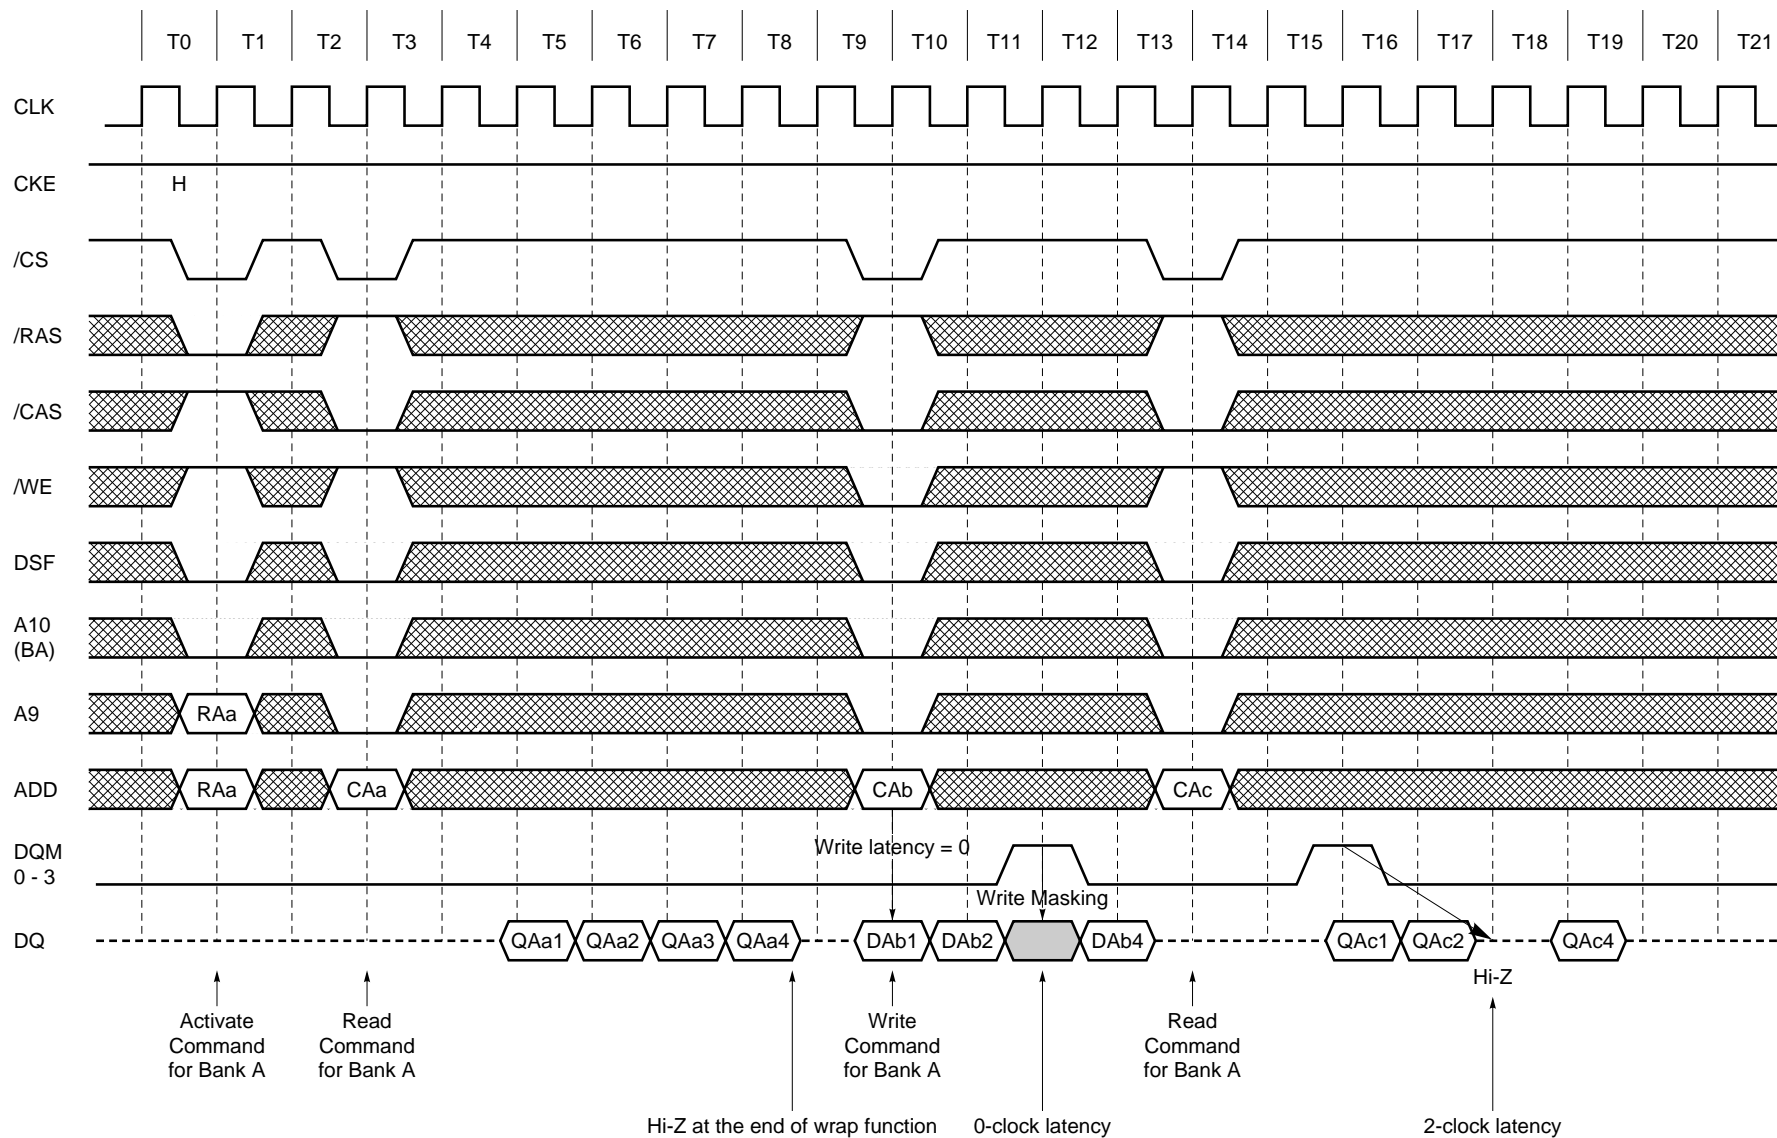 T0 T1 T2 T3 T4 T5 T6 T7 T8 T9 T10 T11 T12 T13 T14 T15 T16 T17 T18 T19 T20 T21
CLK
CKE
H
/CS
/RAS
/CAS
/WE
DSF
A10
(BA)
A9
RAa
ADD
RAa CAa CAb CAc
DQM
0 - 3
Write latency = 0
Write Masking
DQ
QAa1 QAa2 QAa3 QAa4 DAb1 DAb2 DAb4 QAc1 QAc2 QAc4
Hi-Z
Activate
Command
for Bank A
Read
Command
for Bank A
Write
Command
for Bank A
Read
Command
for Bank A
Hi-Z at the end of wrap function
0-clock latency
2-clock latency